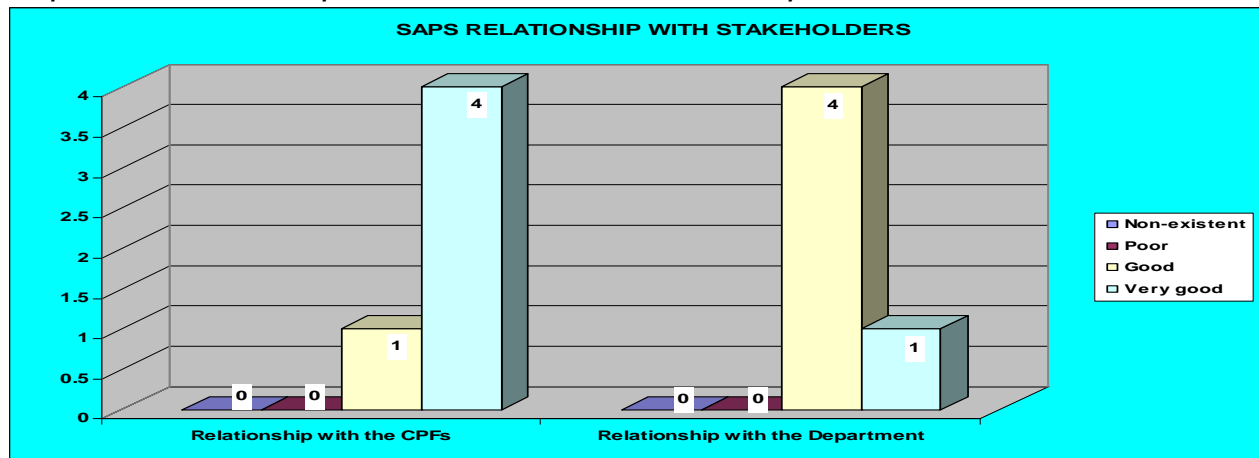 SAPS RELATIONSHIP WITH STAKEHOLDERS
4
3.5
3
2.5
2
1.5
1
0.5
0
0
0
1
4
0
0
4
1
Relationship with the CPFs
Relationship with the Department
Non-existent
Poor
Good
Very good